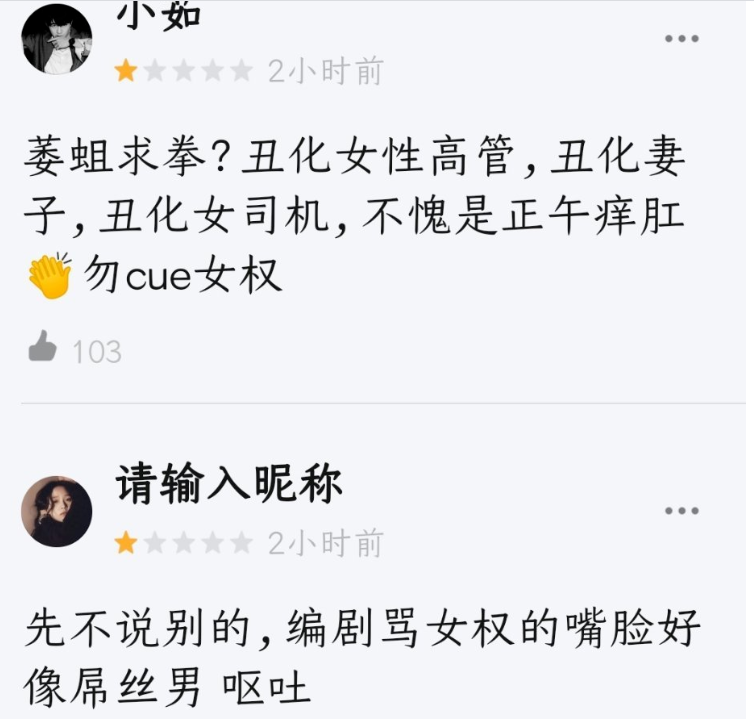 小茹
2小时前
萎蛆求拳?丑化女性高管,丑化妻
子,丑化女司机,不愧是正午痒肛
👏勿cue女权
103
请输入昵称
2小时前
先不说别的,编剧骂女权的嘴脸好
像屌丝男 呕吐